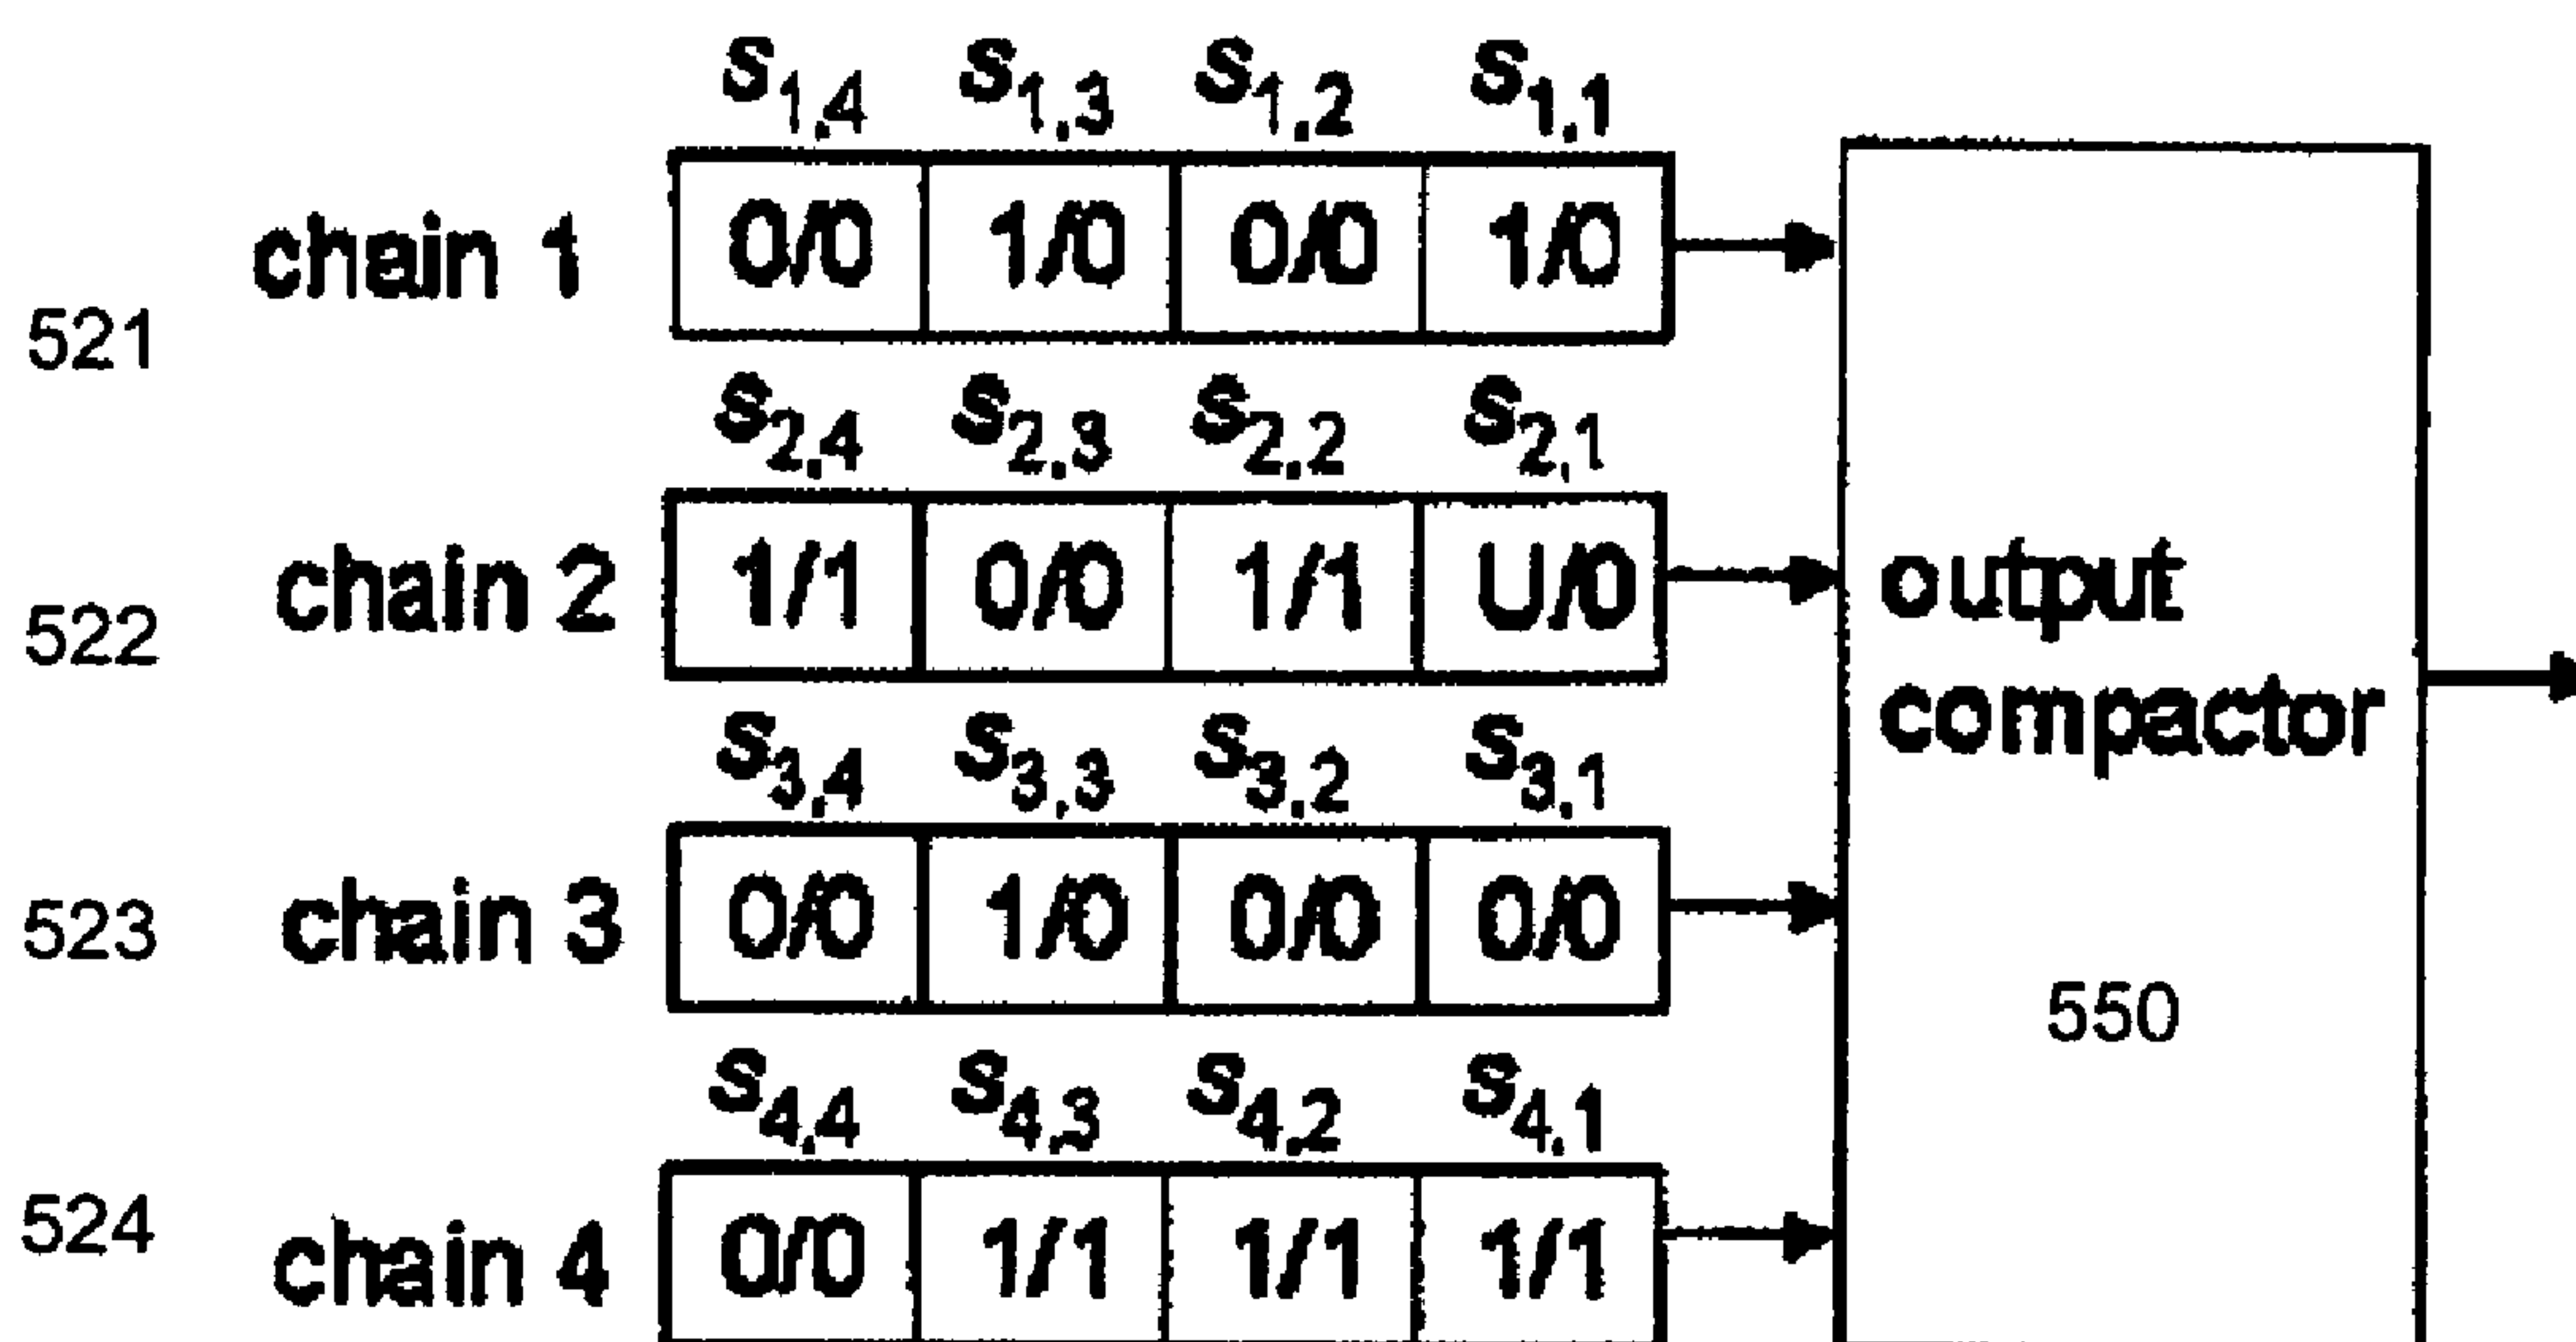 s1,4 s1,3 s1,2 s1,1
chain 1 0/0 1/0 0/0 1/0
521
s2,4 s2,3 s2,2 s2,1
522 chain 2 1/1 0/0 1/1 U/0
output
compactor
s3,4 s3,3 s3,2 s3,1
523 chain 3 0/0 1/0 0/0 0/0
550
s4,4 s4,3 s4,2 s4,1
524 chain 4 0/0 1/1 1/1 1/1